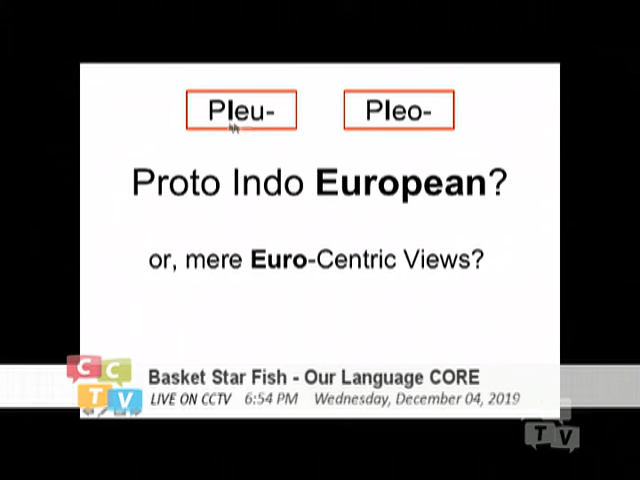 Pleu- Pleo-
Proto Indo European?
or, mere Euro-Centric Views?
CC
TV
Basket Star Fish - Our Language CORE
LIVE ON CCTV 6:54 PM Wednesday, December 04, 2019
TV